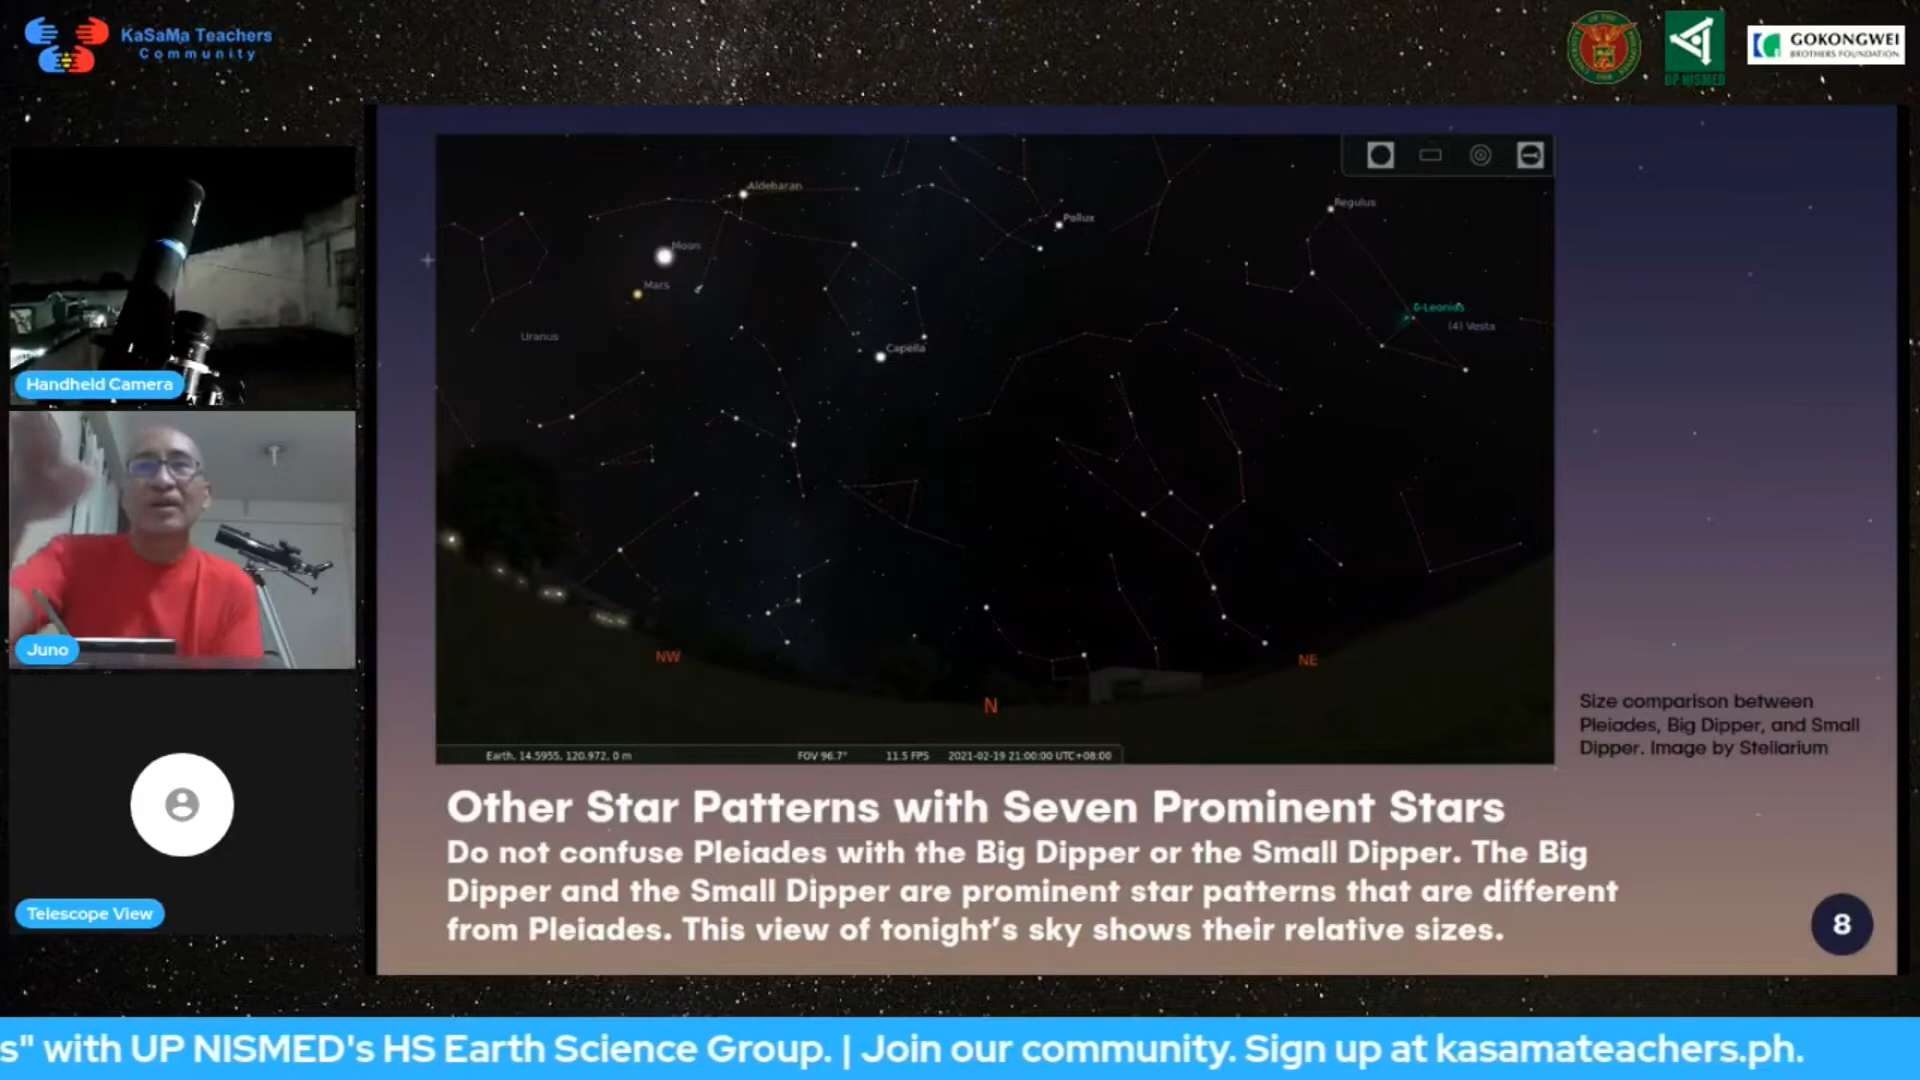 KaSaMa Teachers
Community
UP NISMED
GOKONGWEI
BROTHERS FOUNDATION
Handheld Camera
Juno
Telescope View
Aldebaran
Pollux
Regulus
Moon
Mars
δ-Leonids
(4) Vesta
Uranus
Capella
NW
N
NE
Earth, 14.5955, 120.972, 0 m
FOV 96.7°
11.5 FPS
2021-02-19 21:00:00 UTC+08:00
Size comparison between
Pleiades, Big Dipper, and Small
Dipper. Image by Stellarium
Other Star Patterns with Seven Prominent Stars
Do not confuse Pleiades with the Big Dipper or the Small Dipper. The Big
Dipper and the Small Dipper are prominent star patterns that are different
from Pleiades. This view of tonight's sky shows their relative sizes.
8
s" with UP NISMED's HS Earth Science Group. | Join our community. Sign up at kasamateachers.ph.